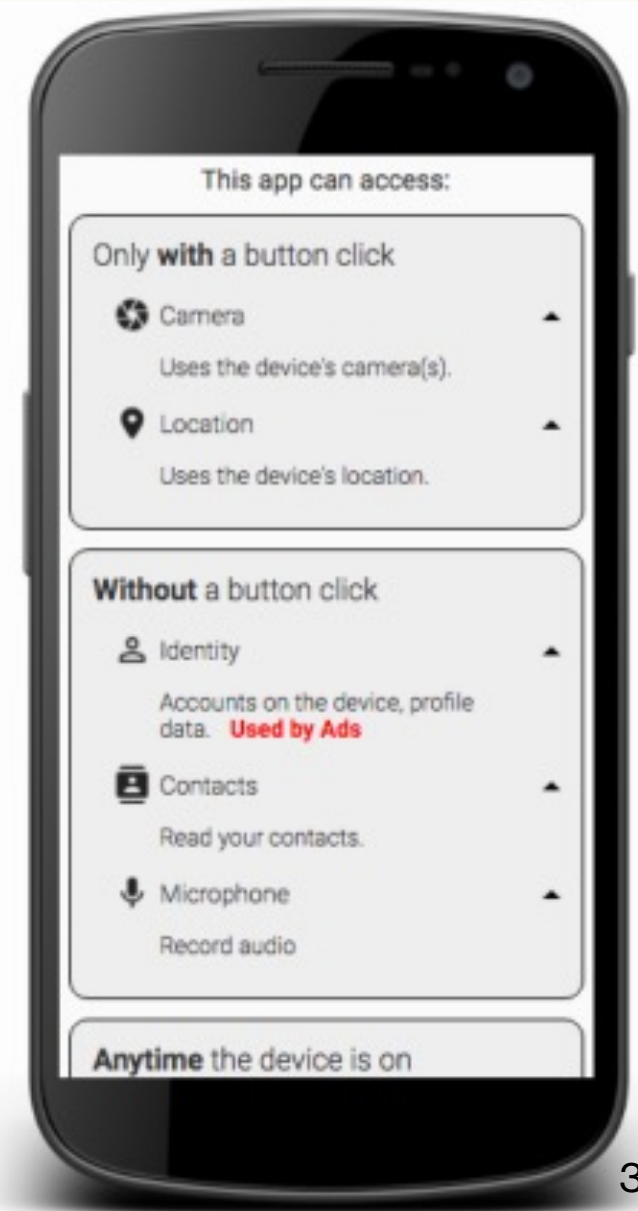 This app can access:
Only with a button click
Camera
Uses the device's camera(s).
Location
Uses the device's location.
Without a button click
Identity
Accounts on the device, profile
data. Used by Ads
Contacts
Read your contacts.
Microphone
Record audio
Anytime the device is on
3